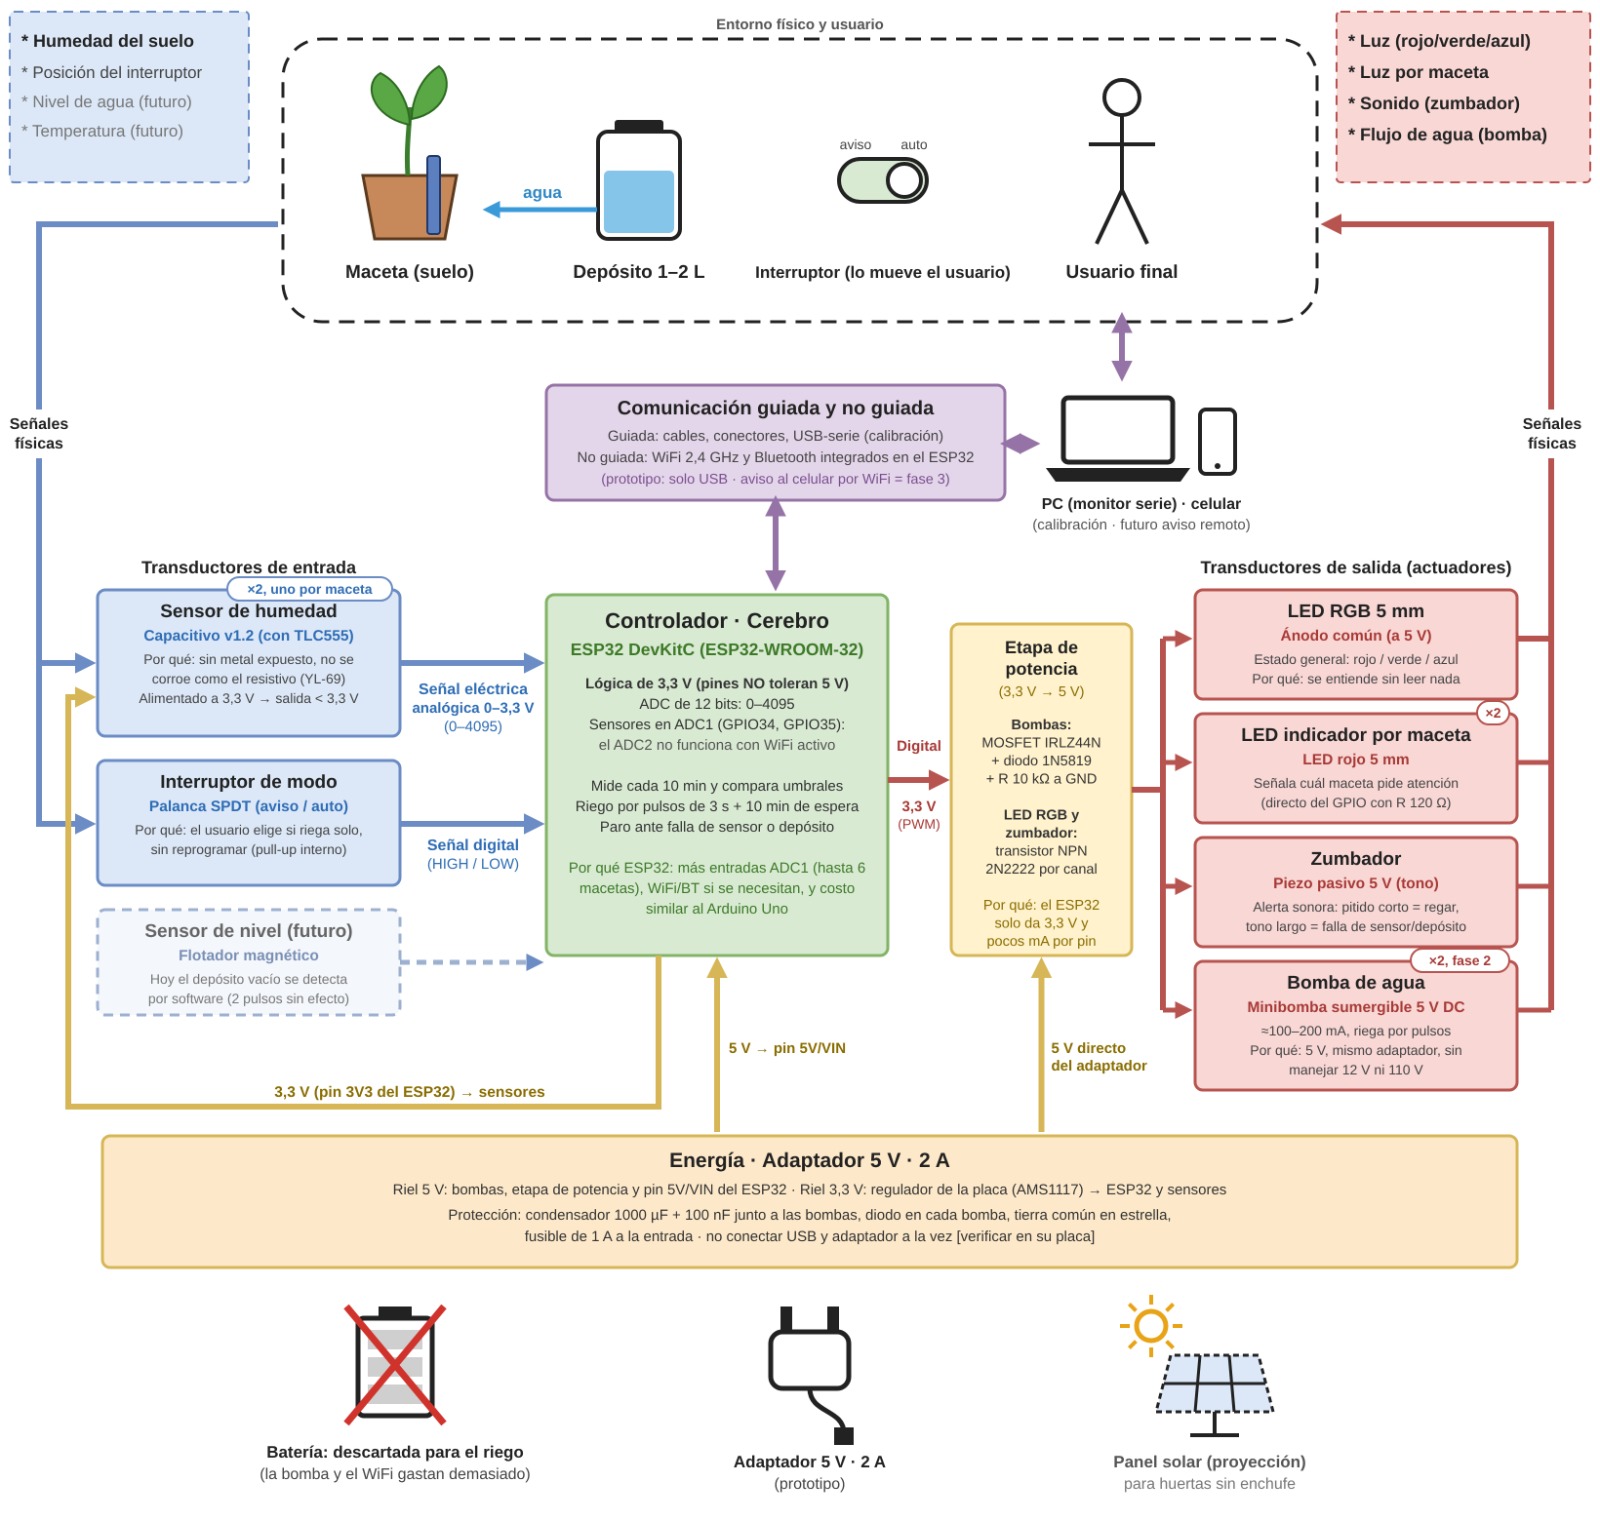 Entorno físico y usuario
* Humedad del suelo
* Posición del interruptor
* Nivel de agua (futuro)
* Temperatura (futuro)
* Luz (rojo/verde/azul)
* Luz por maceta
* Sonido (zumbador)
* Flujo de agua (bomba)
aviso auto
agua
Maceta (suelo)
Depósito 1–2 L
Interruptor (lo mueve el usuario)
Usuario final
Señales
físicas
Señales
físicas
Comunicación guiada y no guiada
Guiada: cables, conectores, USB-serie (calibración)
No guiada: WiFi 2,4 GHz y Bluetooth integrados en el ESP32
(prototipo: solo USB · aviso al celular por WiFi = fase 3)
PC (monitor serie) · celular
(calibración · futuro aviso remoto)
Transductores de entrada
×2, uno por maceta
Sensor de humedad
Capacitivo v1.2 (con TLC555)
Por qué: sin metal expuesto, no se
corroe como el resistivo (YL-69)
Alimentado a 3,3 V → salida < 3,3 V
Señal eléctrica
analógica 0–3,3 V
(0–4095)
Interruptor de modo
Palanca SPDT (aviso / auto)
Por qué: el usuario elige si riega solo,
sin reprogramar (pull-up interno)
Señal digital
(HIGH / LOW)
Sensor de nivel (futuro)
Flotador magnético
Hoy el depósito vacío se detecta
por software (2 pulsos sin efecto)
Controlador · Cerebro
ESP32 DevKitC (ESP32-WROOM-32)
Lógica de 3,3 V (pines NO toleran 5 V)
ADC de 12 bits: 0–4095
Sensores en ADC1 (GPIO34, GPIO35):
el ADC2 no funciona con WiFi activo
Mide cada 10 min y compara umbrales
Riego por pulsos de 3 s + 10 min de espera
Paro ante falla de sensor o depósito
Por qué ESP32: más entradas ADC1 (hasta 6
macetas), WiFi/BT si se necesitan, y costo
similar al Arduino Uno
Digital
3,3 V
(PWM)
Etapa de
potencia
(3,3 V → 5 V)
Bombas:
MOSFET IRLZ44N
+ diodo 1N5819
+ R 10 kΩ a GND
LED RGB y
zumbador:
transistor NPN
2N2222 por canal
Por qué: el ESP32
solo da 3,3 V y
pocos mA por pin
Transductores de salida (actuadores)
LED RGB 5 mm
Ánodo común (a 5 V)
Estado general: rojo / verde / azul
Por qué: se entiende sin leer nada
×2
LED indicador por maceta
LED rojo 5 mm
Señala cuál maceta pide atención
(directo del GPIO con R 120 Ω)
Zumbador
Piezo pasivo 5 V (tono)
Alerta sonora: pitido corto = regar,
tono largo = falla de sensor/depósito
×2, fase 2
Bomba de agua
Minibomba sumergible 5 V DC
≈100–200 mA, riega por pulsos
Por qué: 5 V, mismo adaptador, sin
manejar 12 V ni 110 V
5 V → pin 5V/VIN
5 V directo
del adaptador
3,3 V (pin 3V3 del ESP32) → sensores
Energía · Adaptador 5 V · 2 A
Riel 5 V: bombas, etapa de potencia y pin 5V/VIN del ESP32 · Riel 3,3 V: regulador de la placa (AMS1117) → ESP32 y sensores
Protección: condensador 1000 µF + 100 nF junto a las bombas, diodo en cada bomba, tierra común en estrella,
fusible de 1 A a la entrada · no conectar USB y adaptador a la vez [verificar en su placa]
Batería: descartada para el riego
(la bomba y el WiFi gastan demasiado)
Adaptador 5 V · 2 A
(prototipo)
Panel solar (proyección)
para huertas sin enchufe